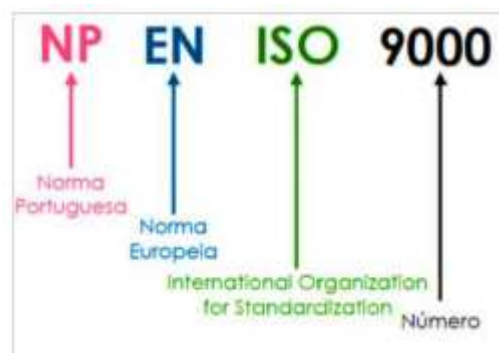 NP EN ISO 9000
Norma
Portuguesa
Norma
Europeia
International Organization
for Standardization
Número